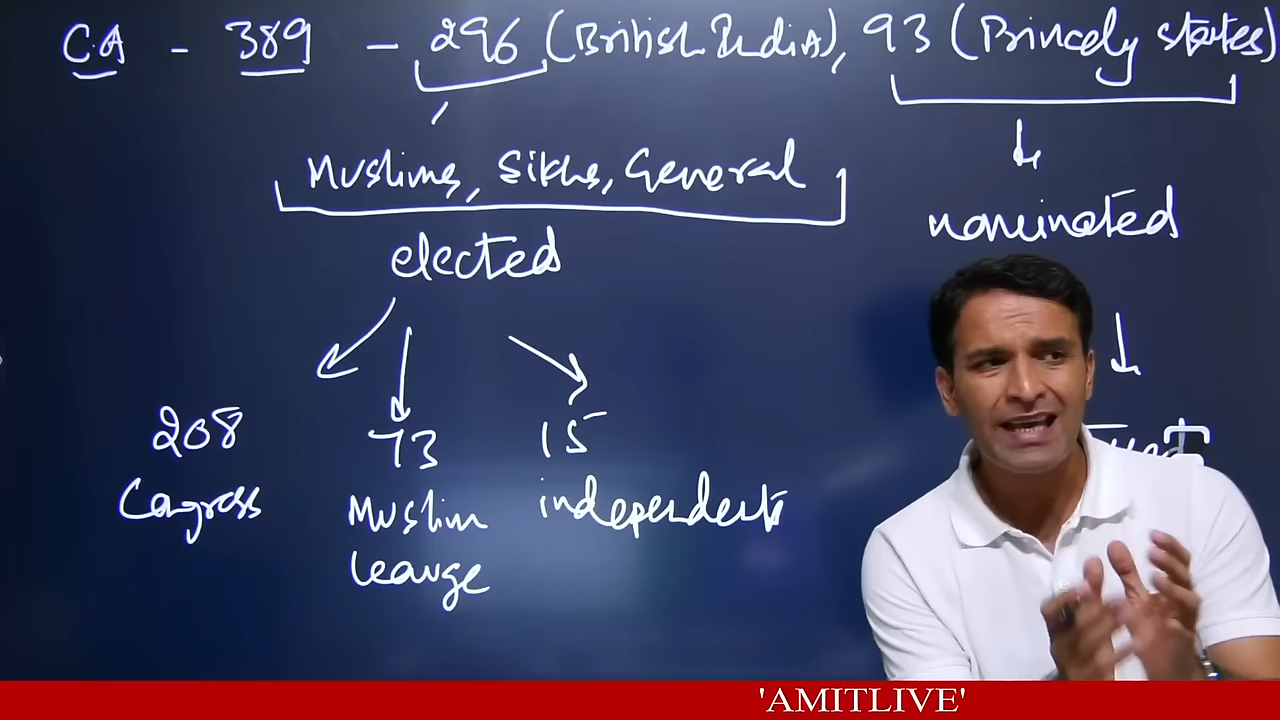 CA - 389 - 296 (British India), 93 (Princely states)
Muslims, Sikhs, General
nominated
elected
208
73
15
Congress
Muslim
independents
leauge
'AMITLIVE'